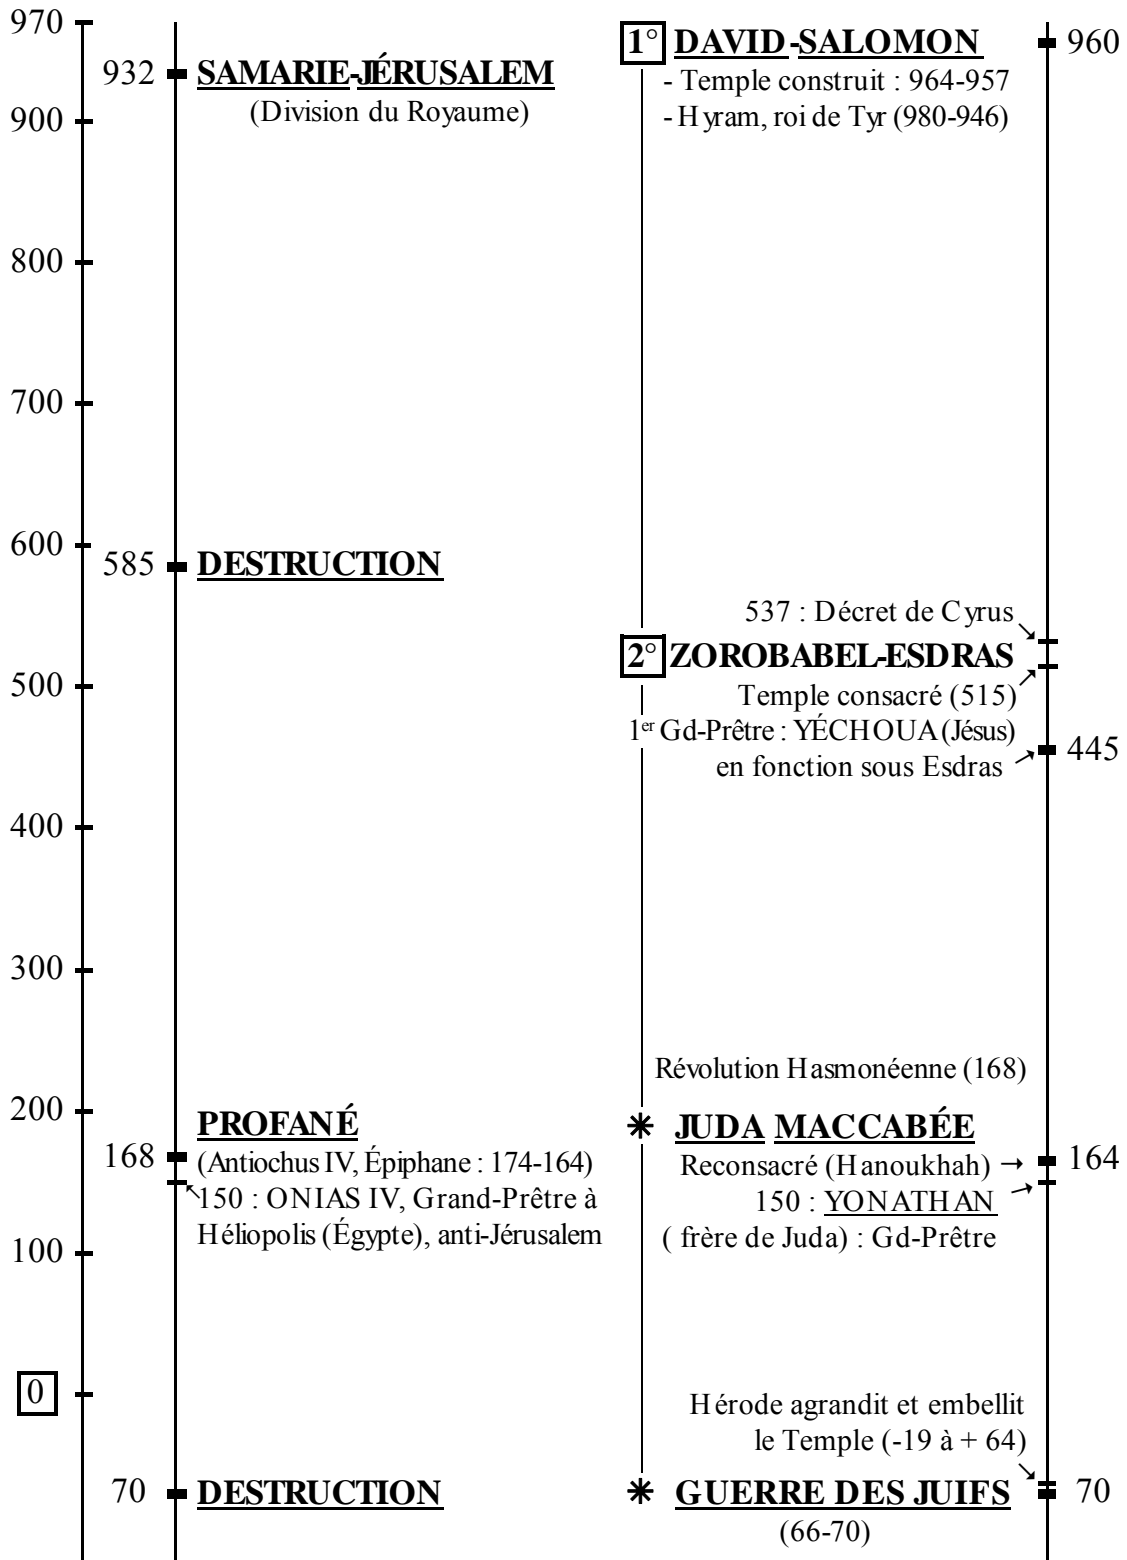 970
1° DAVID-SALOMON
960
932
SAMARIE-JÉRUSALEM
- Temple construit : 964-957
(Division du Royaume)
- Hyram, roi de Tyr (980-946)
900
800
700
600
585
DESTRUCTION
537 : Décret de Cyrus
2° ZOROBABEL-ESDRAS
500
Temple consacré (515)
1er Gd-Prêtre : YÉCHOUA (Jésus)
445
en fonction sous Esdras
400
300
Révolution Hasmonéenne (168)
200
PROFANÉ
JUDA MACCABÉE
168
(Antiochus IV, Épiphane : 174-164)
Reconsacré (Hanoukhah) →
164
150 : ONIAS IV, Grand-Prêtre à
Héliopolis (Égypte), anti-Jérusalem
150 : YONATHAN
( frère de Juda) : Gd-Prêtre
100
0
Hérode agrandit et embellit
le Temple (-19 à + 64)
70
DESTRUCTION
GUERRE DES JUIFS
70
(66-70)